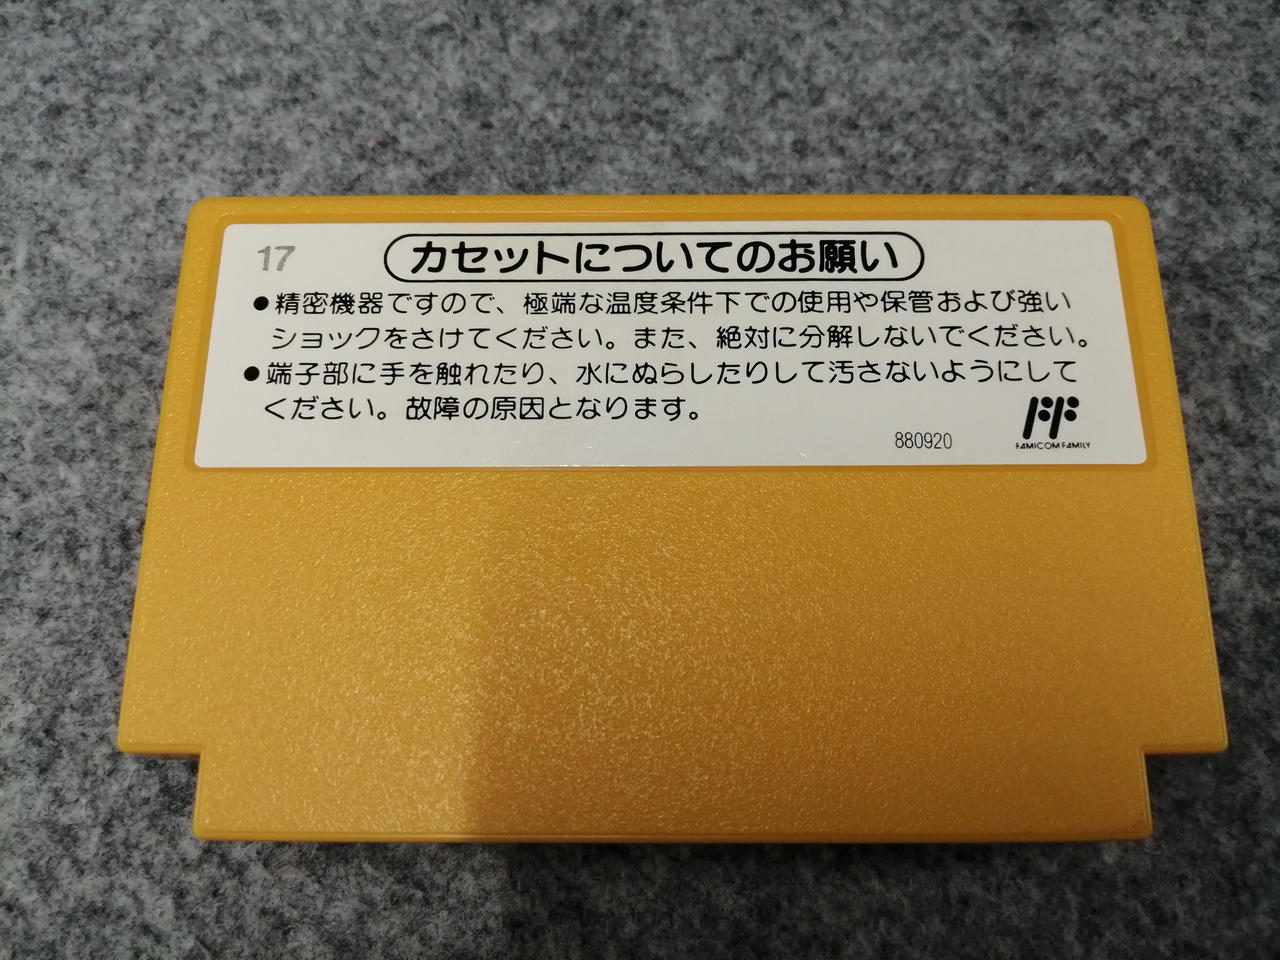 17
カセットについてのお願い
●精密機器ですので、極端な温度条件下での使用や保管および強い
ショックをさけてください。また、絶対に分解しないでください。
●端子部に手を触れたり、水にぬらしたりして汚さないようにして
ください。故障の原因となります。
880920
FF
FAMICOM FAMILY